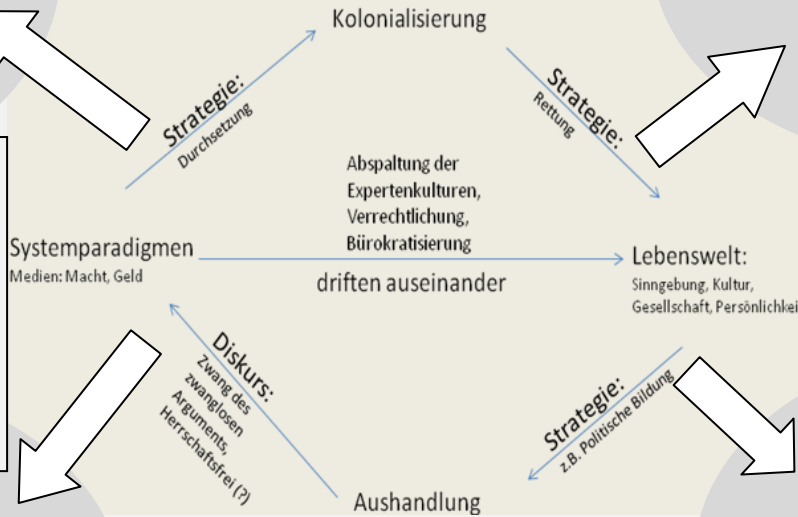 Kolonialisierung
Strategie:
Durchsetzung
Strategie:
Rettung
Abspaltung der
Expertenkulturen,
Verrechtlichung,
Bürokratisierung
Systemparadigmen
Medien: Macht, Geld
driften auseinander
Lebenswelt:
Sinngebung, Kultur,
Gesellschaft, Persönlichkei
Diskurs:
Zwang des
zwanglosen
Arguments,
Herrschaftsfrei (?)
Strategie:
z.B. Politische Bildung
Aushandlung